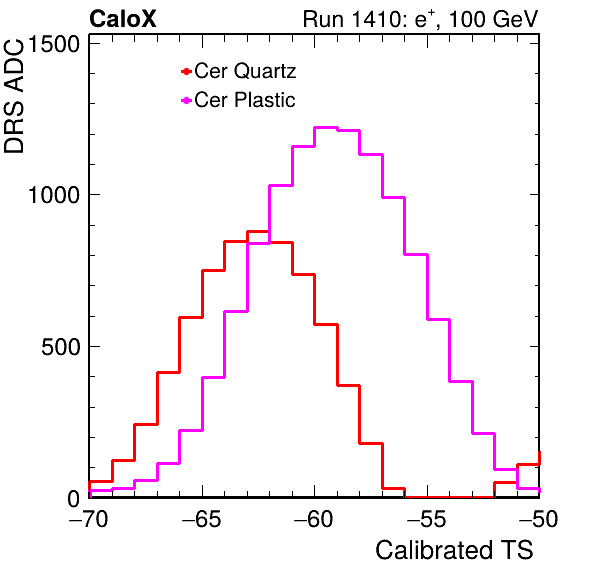 CaloX Run 1410: e⁺, 100 GeV
DRS ADC
Cer Quartz
Cer Plastic
1500
1000
500
0
−70 −65 −60 −55 −50
Calibrated TS